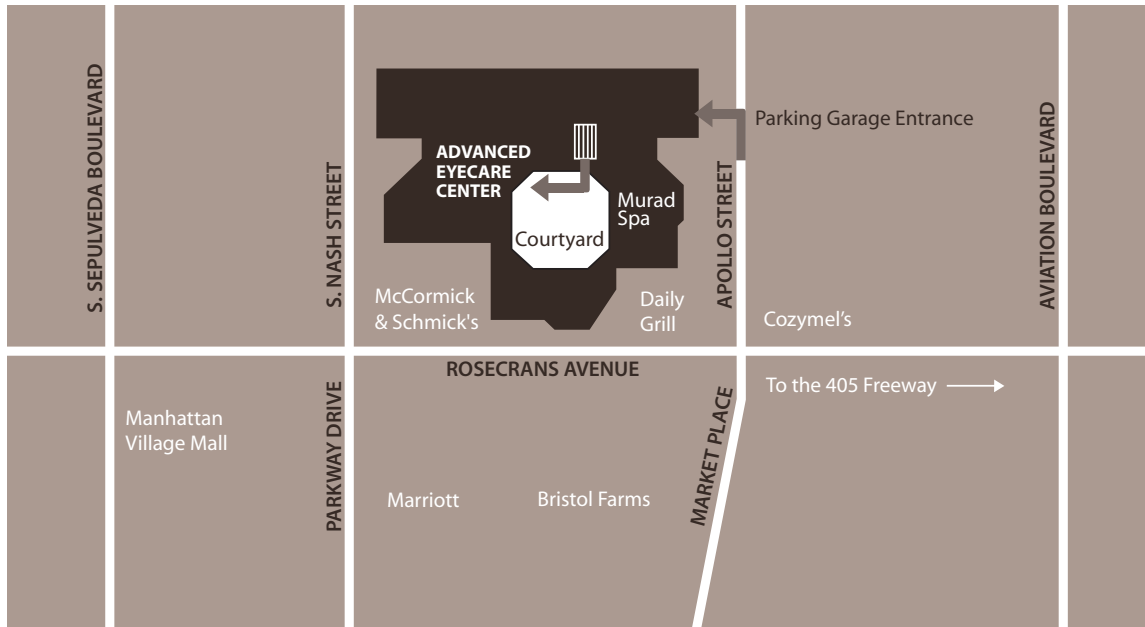 S. SEPULVEDA BOULEVARD
S. NASH STREET
ADVANCED
EYECARE
CENTER
Courtyard
Murad
Spa
APOLLO STREET
Parking Garage Entrance
AVIATION BOULEVARD
McCormick
& Schmick's
Daily
Grill
Cozymel’s
ROSECRANS AVENUE
Manhattan
Village Mall
PARKWAY DRIVE
Marriott
Bristol Farms
MARKET PLACE
To the 405 Freeway